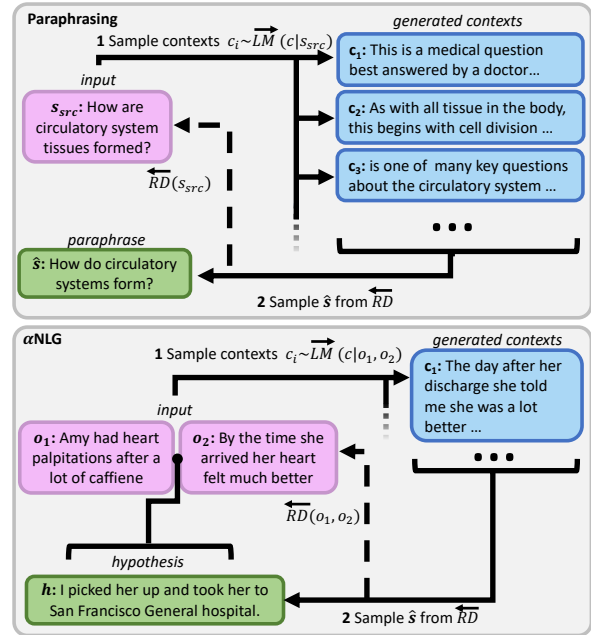 Paraphrasing
generated contexts
1 Sample contexts c_i~LM→ (c|s_src)
input
s_src: How are
circulatory system
tissues formed?
c₁: This is a medical question
best answered by a doctor…
c₂: As with all tissue in the body,
this begins with cell division …
c₃: is one of many key questions
about the circulatory system …
RD←(s_src)
paraphrase
ŝ: How do circulatory
systems form?
2 Sample ŝ from RD←
αNLG
generated contexts
1 Sample contexts c_i~LM→ (c|o₁, o₂)
input
c₁: The day after her
discharge she told
me she was a lot
better …
o₁: Amy had heart
palpitations after a
lot of caffiene
o₂: By the time she
arrived her heart
felt much better
RD←(o₁, o₂)
hypothesis
h: I picked her up and took her to
San Francisco General hospital.
2 Sample ŝ from RD←